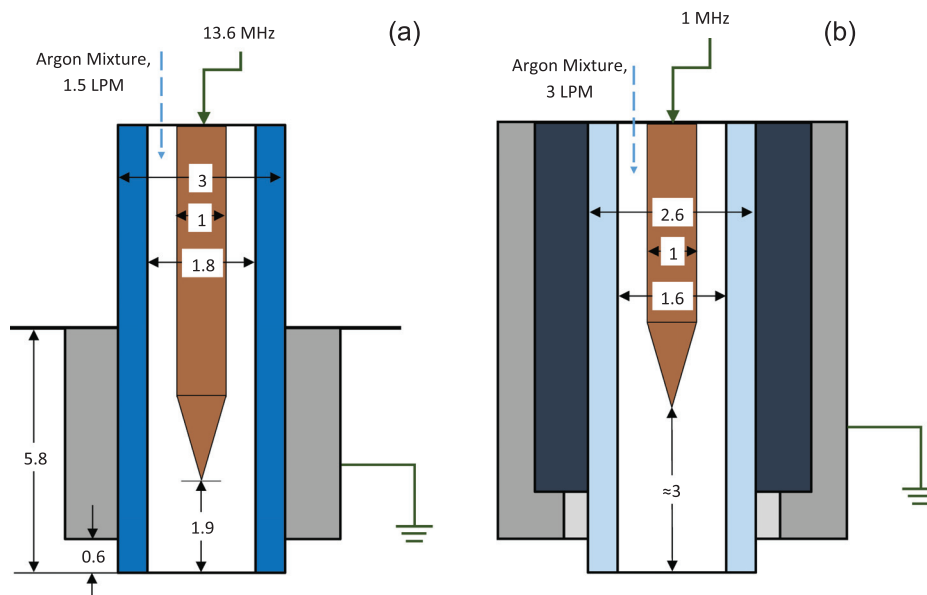 13.6 MHz
(a)
Argon Mixture,
1.5 LPM
3
1
1.8
5.8
1.9
0.6
1 MHz
(b)
Argon Mixture,
3 LPM
2.6
1
1.6
≈3